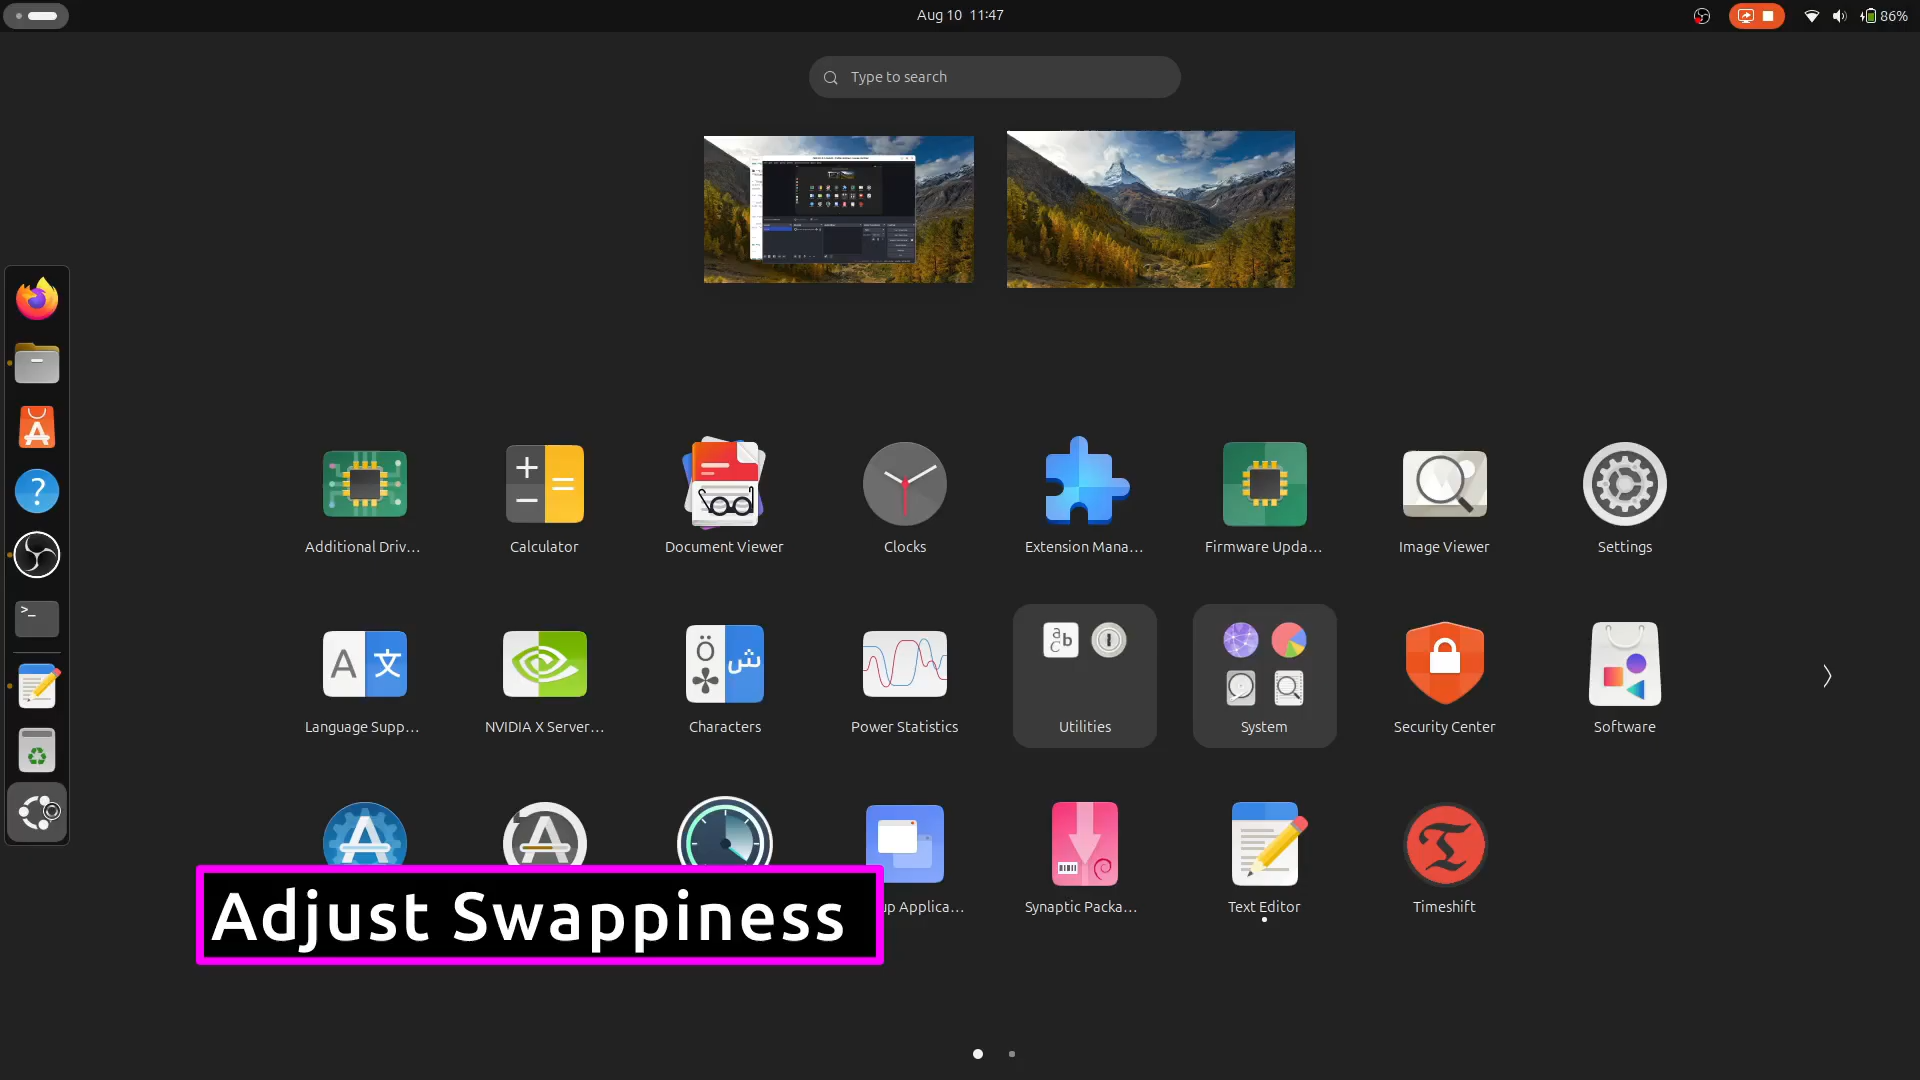 Aug 10 11:47
86%
Type to search
Additional Driv...
Calculator
Document Viewer
Clocks
Extension Mana...
Firmware Upda...
Image Viewer
Settings
Language Supp...
NVIDIA X Server...
Characters
Power Statistics
Utilities
System
Security Center
Software
up Applica...
Synaptic Packa...
Text Editor
Timeshift
Adjust Swappiness